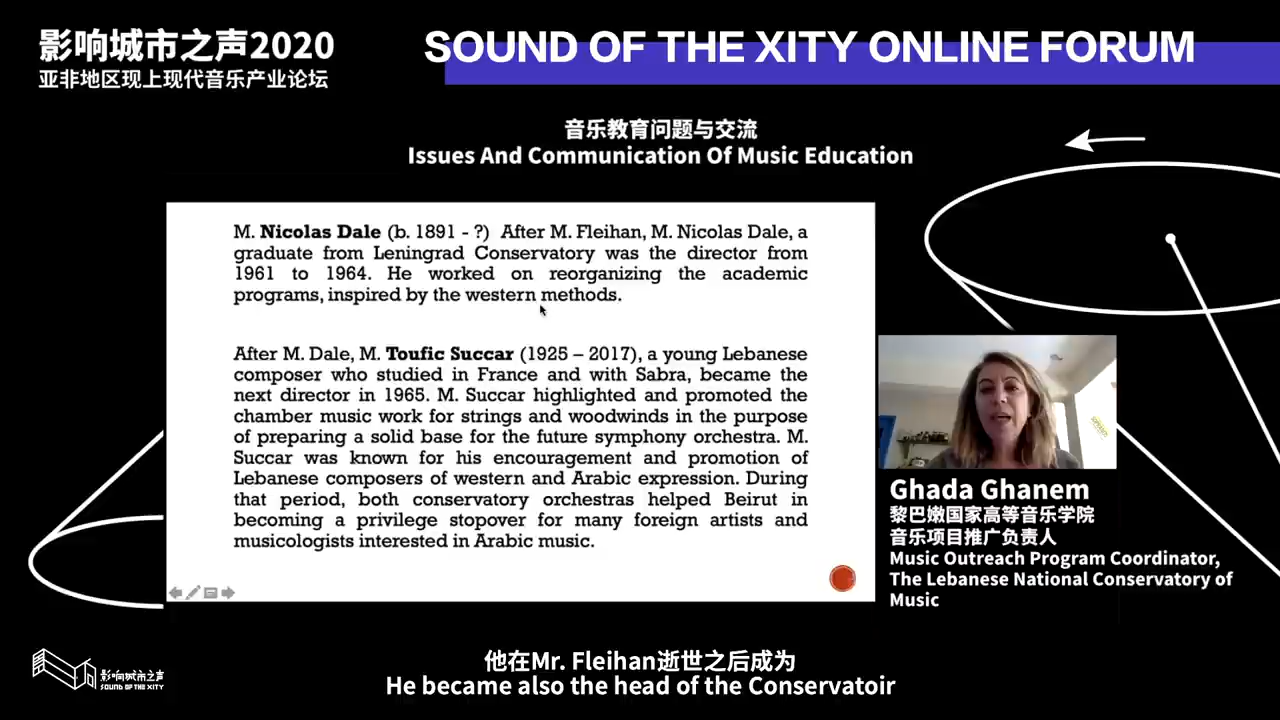 影响城市之声2020
亚非地区现上现代音乐产业论坛
SOUND OF THE XITY ONLINE FORUM
音乐教育问题与交流
Issues And Communication Of Music Education
M. Nicolas Dale (b. 1891 - ?) After M. Fleihan, M. Nicolas Dale, a
graduate from Leningrad Conservatory was the director from
1961 to 1964. He worked on reorganizing the academic
programs, inspired by the western methods.
After M. Dale, M. Toufic Succar (1925 – 2017), a young Lebanese
composer who studied in France and with Sabra, became the
next director in 1965. M. Succar highlighted and promoted the
chamber music work for strings and woodwinds in the purpose
of preparing a solid base for the future symphony orchestra. M.
Succar was known for his encouragement and promotion of
Lebanese composers of western and Arabic expression. During
that period, both conservatory orchestras helped Beirut in
becoming a privilege stopover for many foreign artists and
musicologists interested in Arabic music.
Ghada Ghanem
黎巴嫩国家高等音乐学院
音乐项目推广负责人
Music Outreach Program Coordinator,
The Lebanese National Conservatory of
Music
影响城市之声
SOUND OF THE XITY
他在Mr. Fleihan逝世之后成为
He became also the head of the Conservatoir